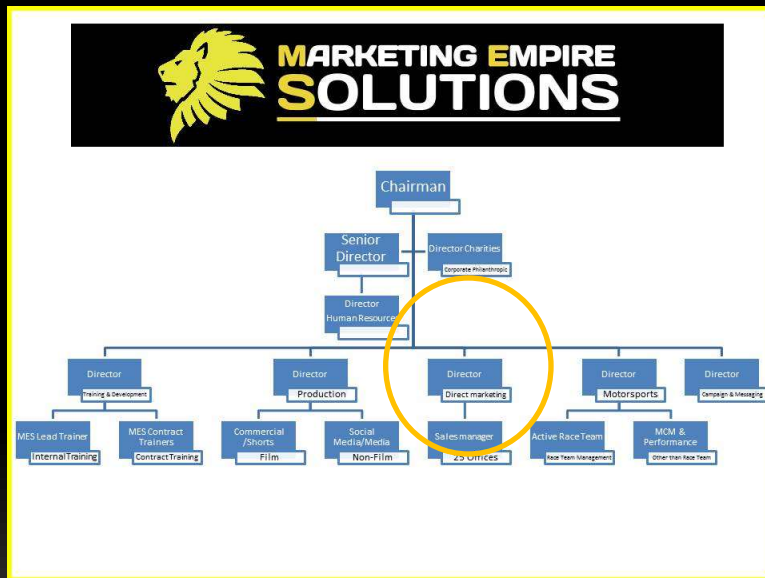 MARKETING EMPIRE
SOLUTIONS
Chairman
Senior
Director
Director Charities
Corporate Philanthropic
Director
Human Resources
Director
Training & Development
Director
Production
Director
Direct marketing
Director
Motorsports
Director
Campaign & Messaging
MES Lead Trainer
Internal Training
MES Contract
Trainers
Contract Training
Commercial
/Shorts
Film
Social
Media/Media
Non-Film
Sales manager
25 Offices
Active Race Team
Race Team Management
MCM &
Performance
Other than Race Team